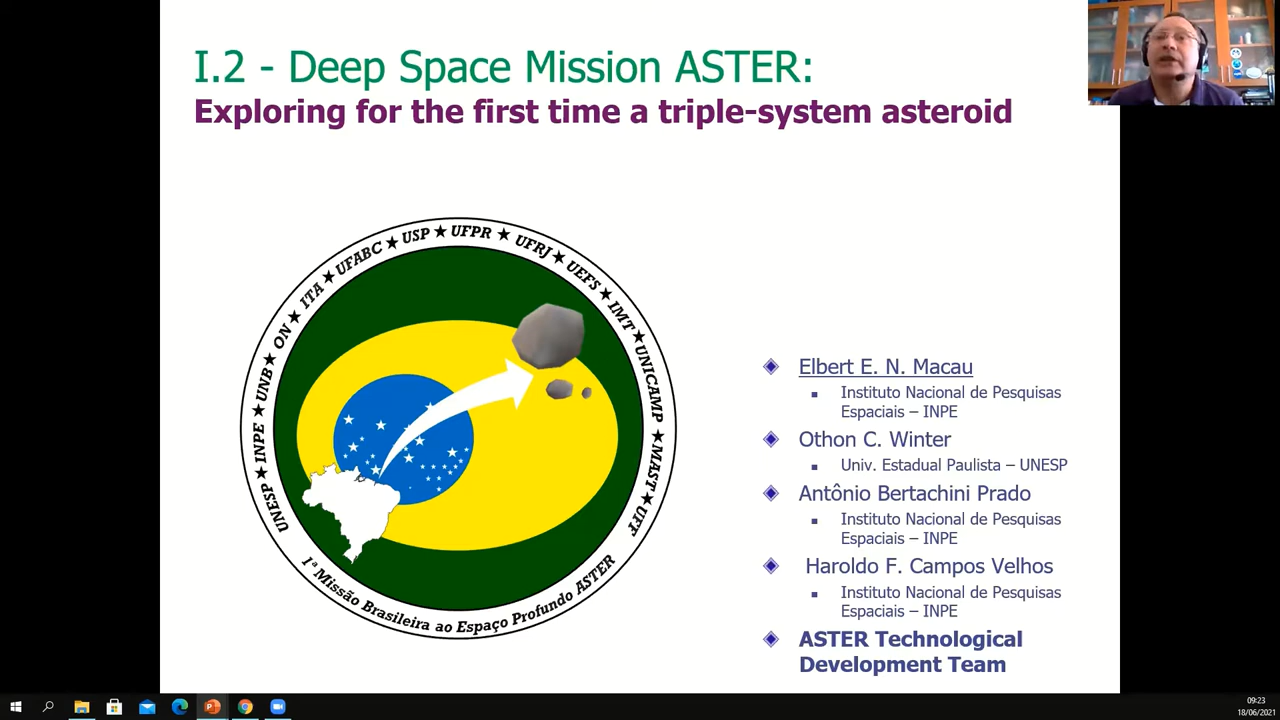 I.2 - Deep Space Mission ASTER:
Exploring for the first time a triple-system asteroid
UNESP ★ INPE ★ UNB ★ ON ★ ITA ★ UFABC ★ USP ★ UFPR ★ UFRJ ★ UEFS ★ IMT ★ UNICAMP ★ MAST ★ UFF
1ª Missão Brasileira ao Espaço Profundo ASTER
Elbert E. N. Macau
Instituto Nacional de Pesquisas
Espaciais – INPE
Othon C. Winter
Univ. Estadual Paulista – UNESP
Antônio Bertachini Prado
Instituto Nacional de Pesquisas
Espaciais – INPE
Haroldo F. Campos Velhos
Instituto Nacional de Pesquisas
Espaciais – INPE
ASTER Technological
Development Team
09:23
18/06/2021